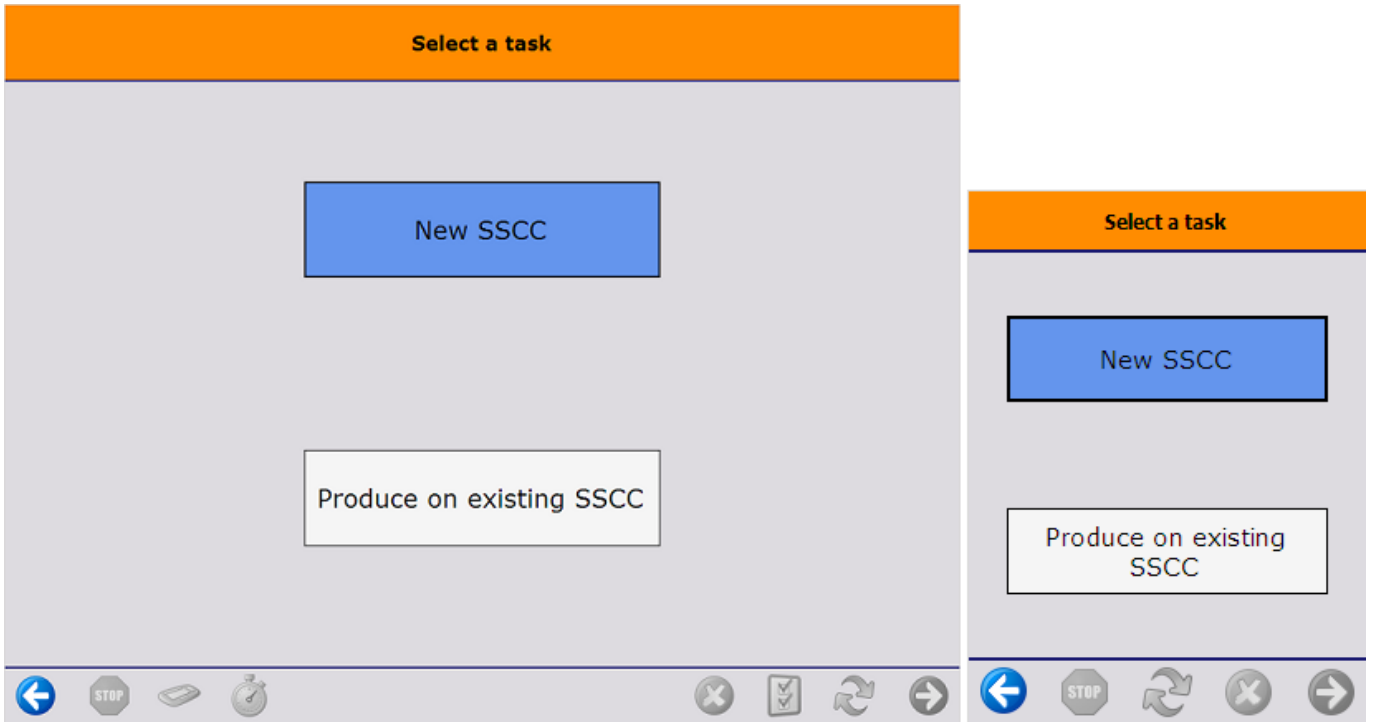 Select a task
New SSCC
Produce on existing SSCC
STOP
Select a task
New SSCC
Produce on existing
SSCC
STOP